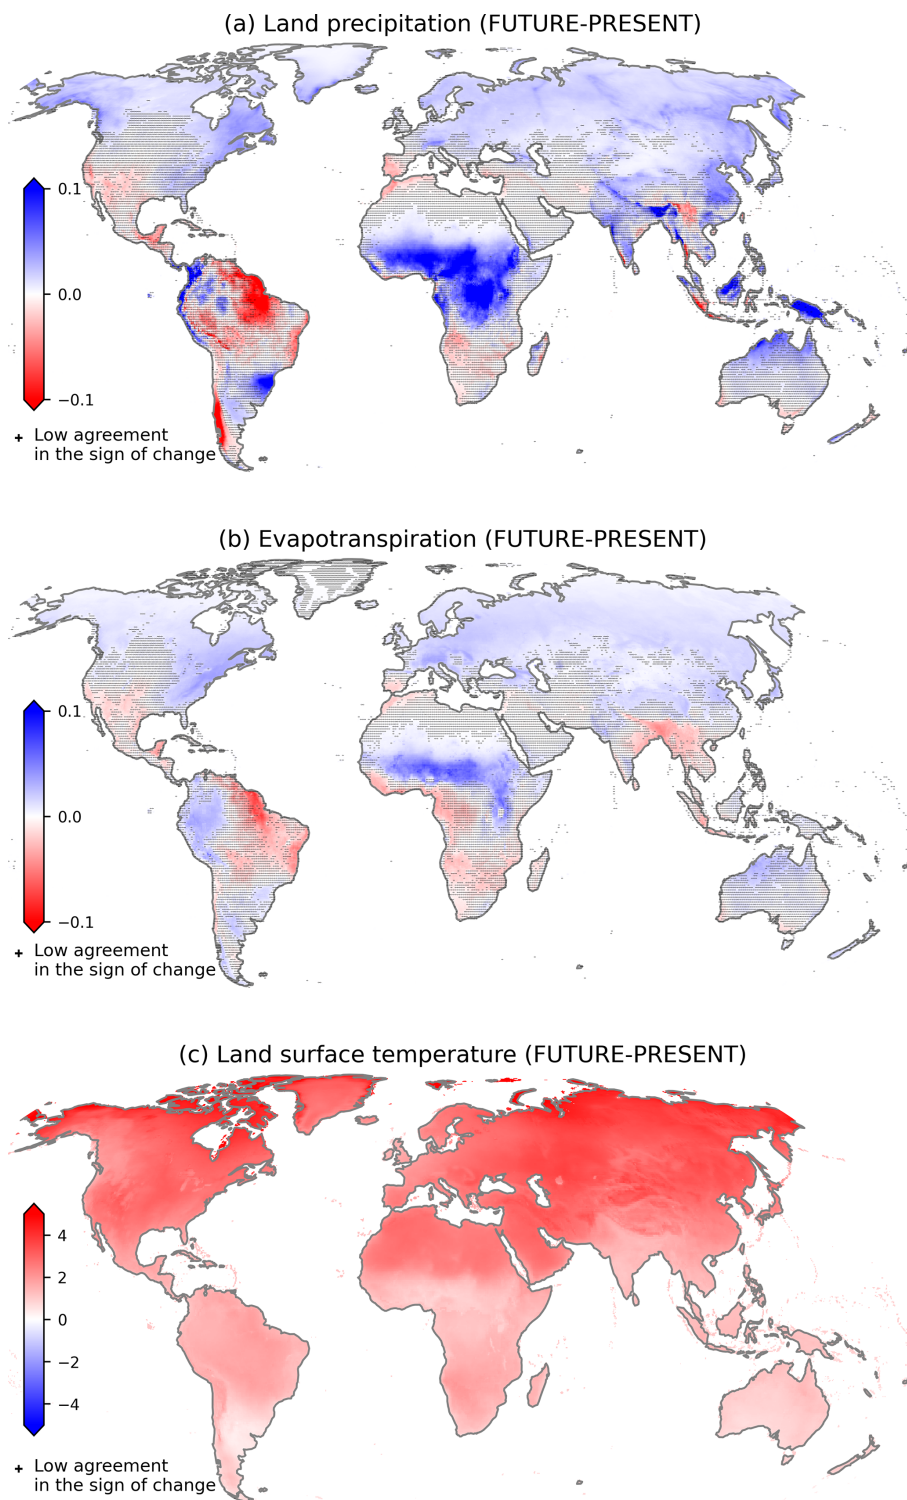 (a) Land precipitation (FUTURE-PRESENT)
0.1
0.0
−0.1
+ Low agreement
in the sign of change
(b) Evapotranspiration (FUTURE-PRESENT)
0.1
0.0
−0.1
+ Low agreement
in the sign of change
(c) Land surface temperature (FUTURE-PRESENT)
4
2
0
−2
−4
+ Low agreement
in the sign of change